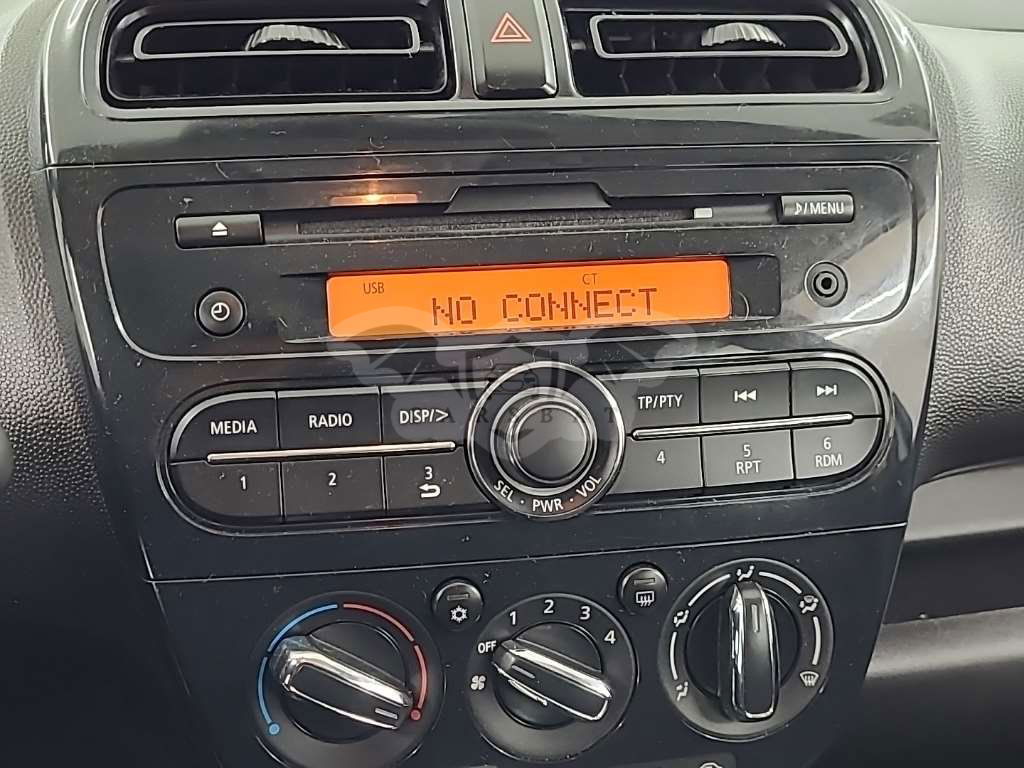 ♪/MENU
USB CT
NO CONNECT
MEDIA RADIO DISP/> TP/PTY
1 2 3 4 5 6
RPT RDM
SEL · PWR · VOL
OFF 1 2 3 4